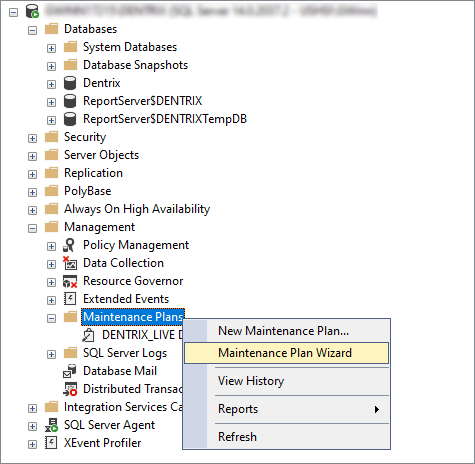 Databases
System Databases
Database Snapshots
Dentrix
ReportServer$DENTRIX
ReportServer$DENTRIXTempDB
Security
Server Objects
Replication
PolyBase
Always On High Availability
Management
Policy Management
Data Collection
Resource Governor
Extended Events
Maintenance Plans
DENTRIX_LIVE
SQL Server Logs
Database Mail
Distributed Transac
Integration Services Ca
SQL Server Agent
XEvent Profiler
New Maintenance Plan...
Maintenance Plan Wizard
View History
Reports
Refresh